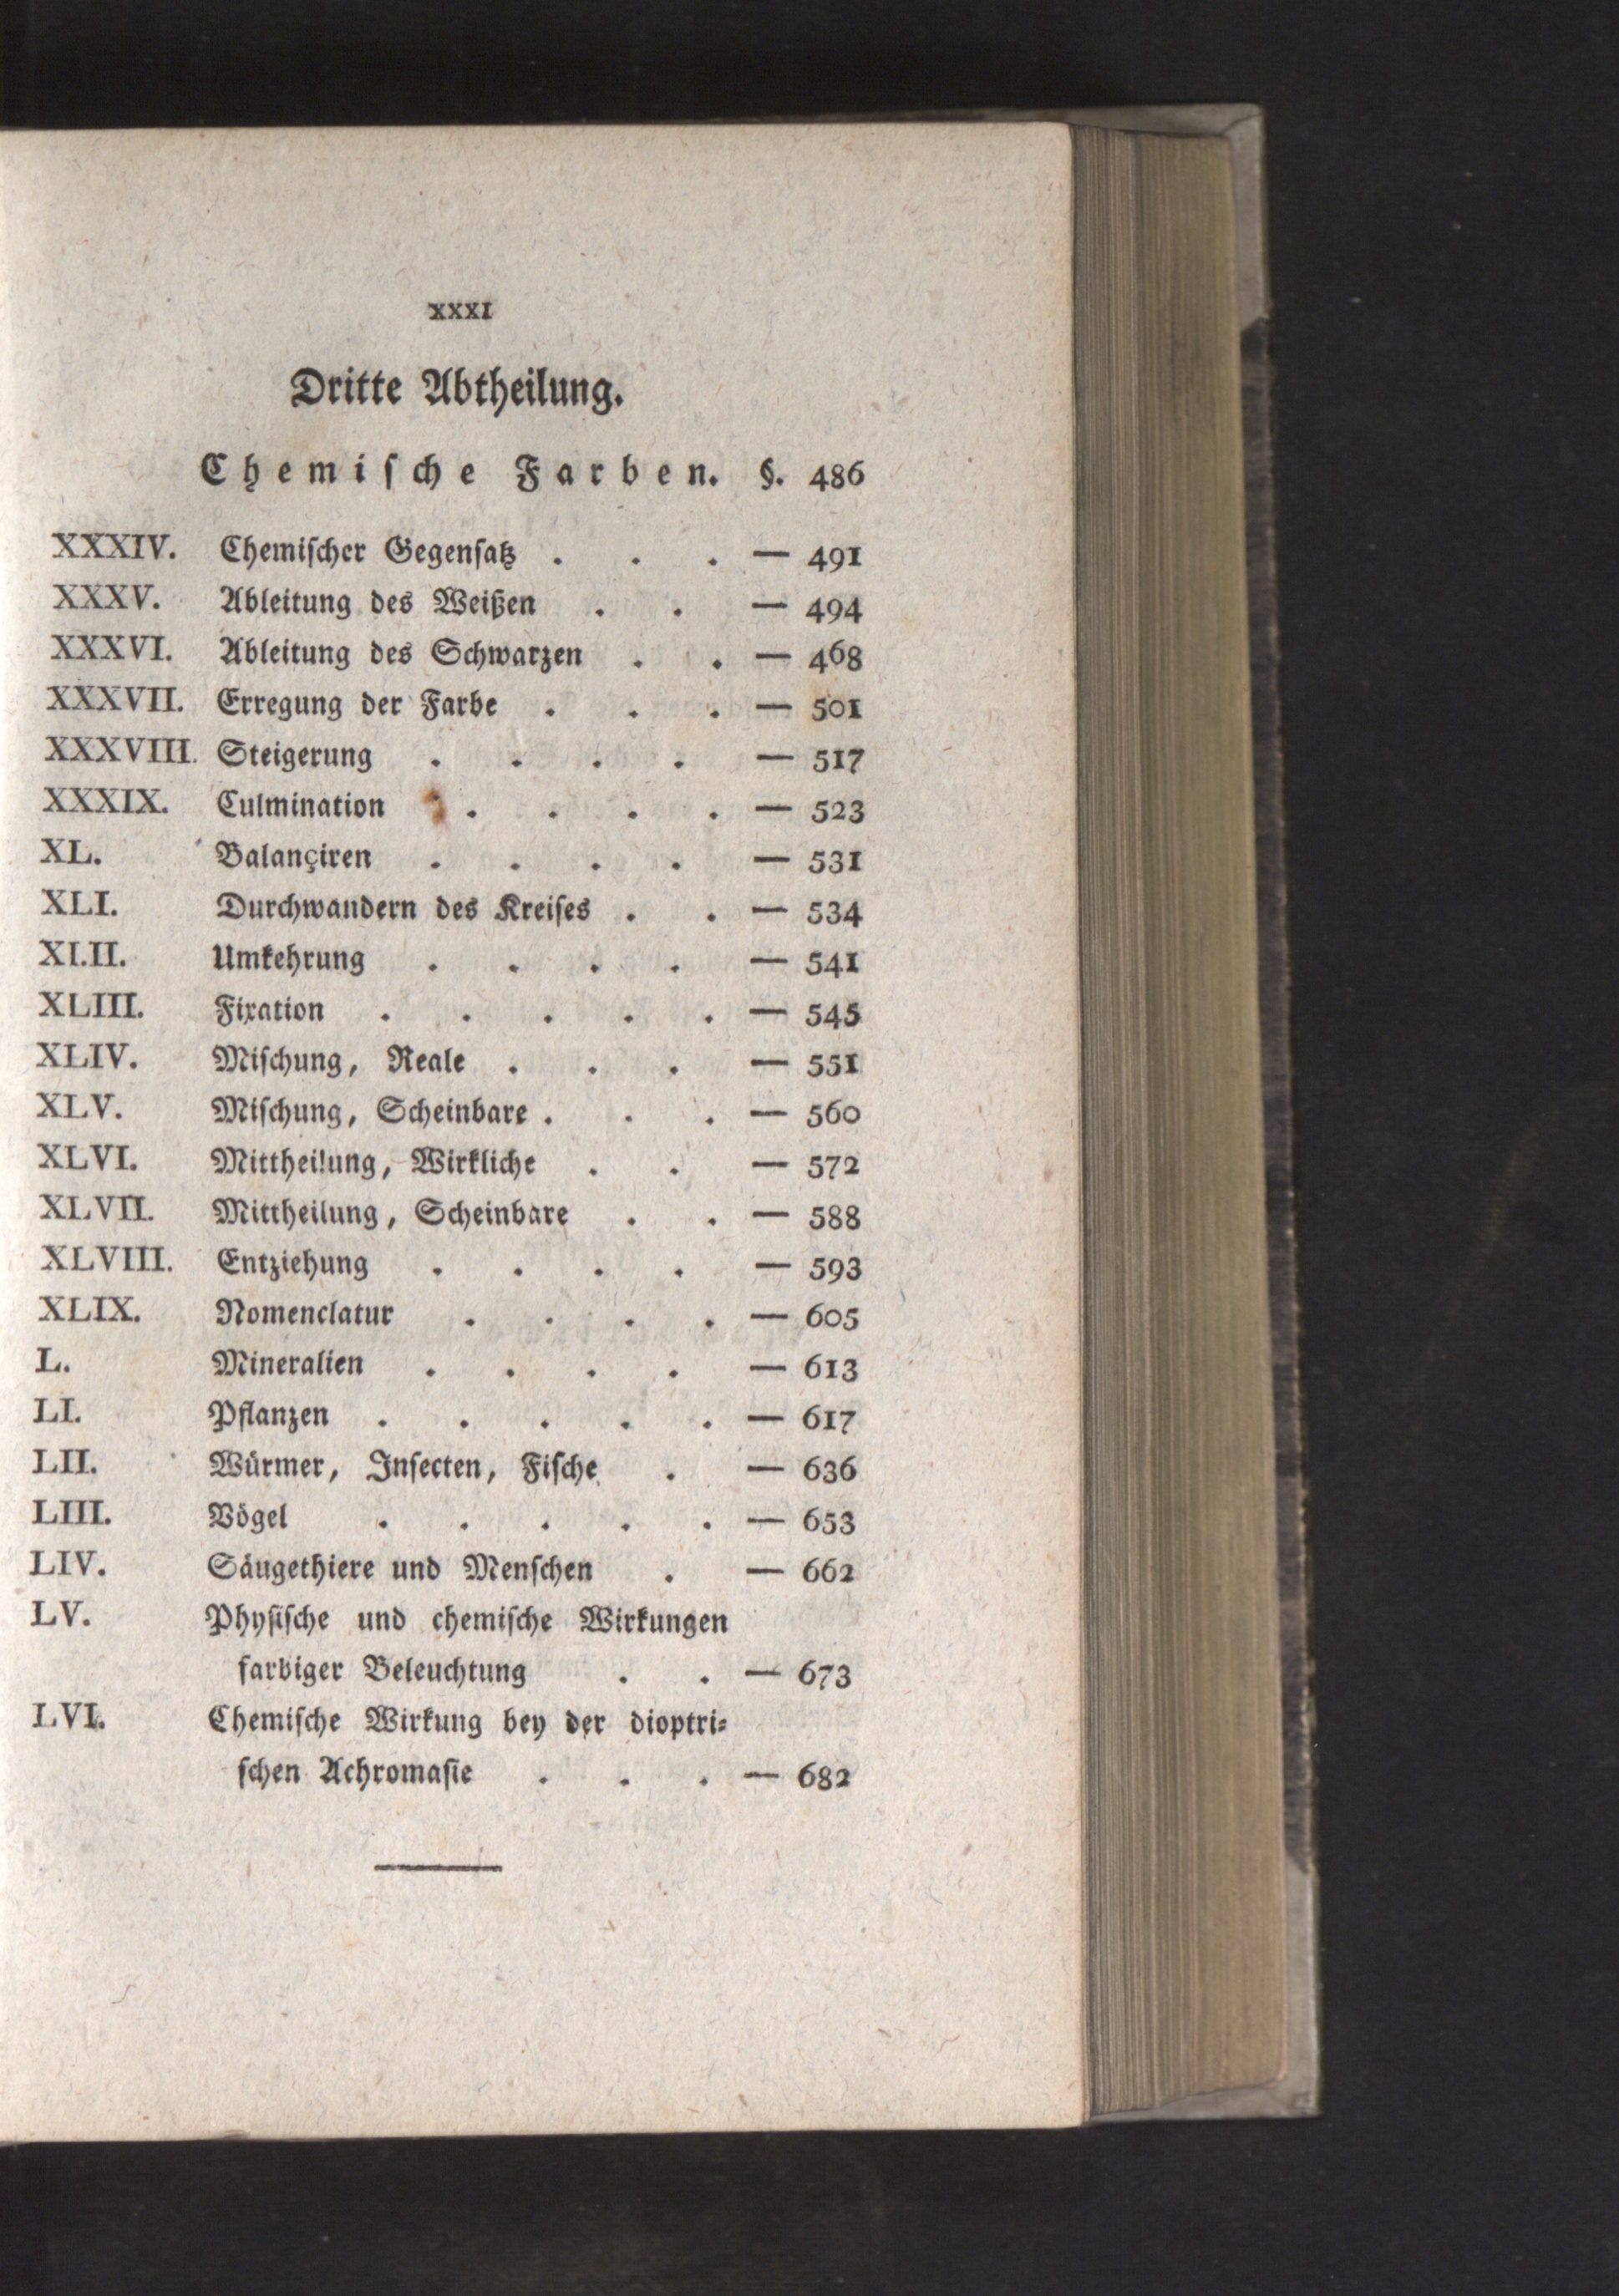 XXXI
Dritte Abtheilung.
Chemische Farben. §. 486
XXXIV. Chemischer Gegensatz . . . — 491
XXXV. Ableitung des Weißen . . — 494
XXXVI. Ableitung des Schwarzen . . — 468
XXXVII. Erregung der Farbe . . . — 501
XXXVIII. Steigerung . . . . — 517
XXXIX. Culmination . . . . — 523
XL. Balançiren . . . . — 531
XLI. Durchwandern des Kreises . . — 534
XLII. Umkehrung . . . . — 541
XLIII. Fixation . . . . . — 545
XLIV. Mischung, Reale . . . — 551
XLV. Mischung, Scheinbare . . . — 560
XLVI. Mittheilung, Wirkliche . . — 572
XLVII. Mittheilung, Scheinbare . . — 588
XLVIII. Entziehung . . . . — 593
XLIX. Nomenclatur . . . . — 605
L. Mineralien . . . . — 613
LI. Pflanzen . . . . . — 617
LII. Würmer, Insecten, Fische . — 636
LIII. Vögel . . . . . — 653
LIV. Säugethiere und Menschen . — 662
LV. Physische und chemische Wirkungen
farbiger Beleuchtung . . — 673
LVI. Chemische Wirkung bey der dioptri-
schen Achromasie . . . — 682